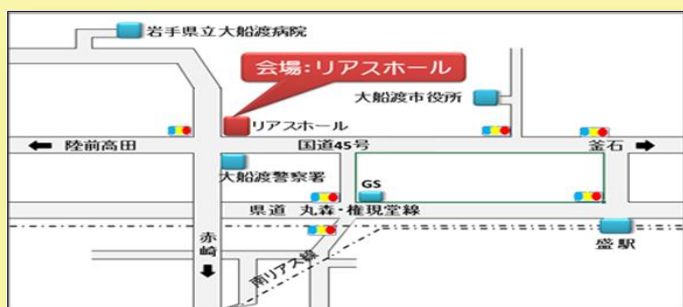 岩手県立大船渡病院
会場:リアスホール
大船渡市役所
リアスホール
陸前高田
国道45号
釜石
大船渡警察署
GS
県道 丸森・権現堂線
赤崎
盛駅
南リアス線